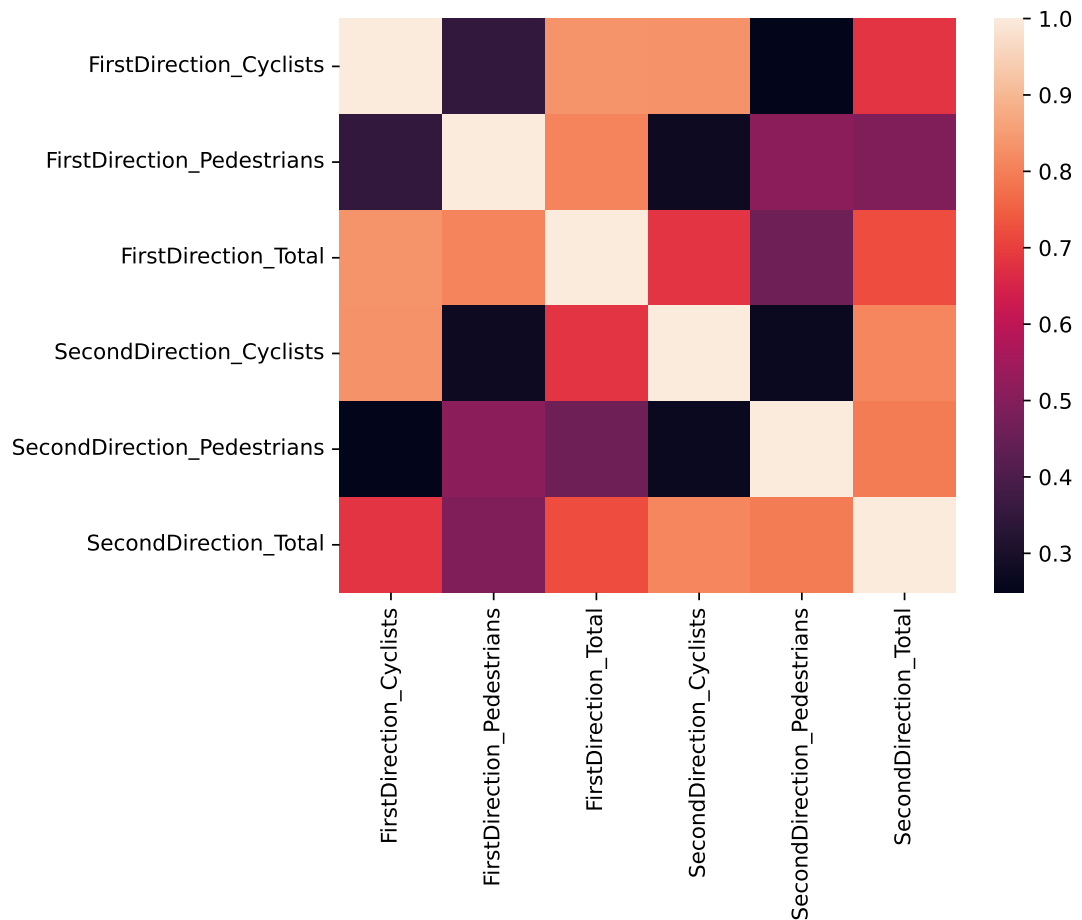 FirstDirection_Cyclists
FirstDirection_Pedestrians
FirstDirection_Total
SecondDirection_Cyclists
SecondDirection_Pedestrians
SecondDirection_Total
FirstDirection_Cyclists
FirstDirection_Pedestrians
FirstDirection_Total
SecondDirection_Cyclists
SecondDirection_Pedestrians
SecondDirection_Total
1.0
0.9
0.8
0.7
0.6
0.5
0.4
0.3